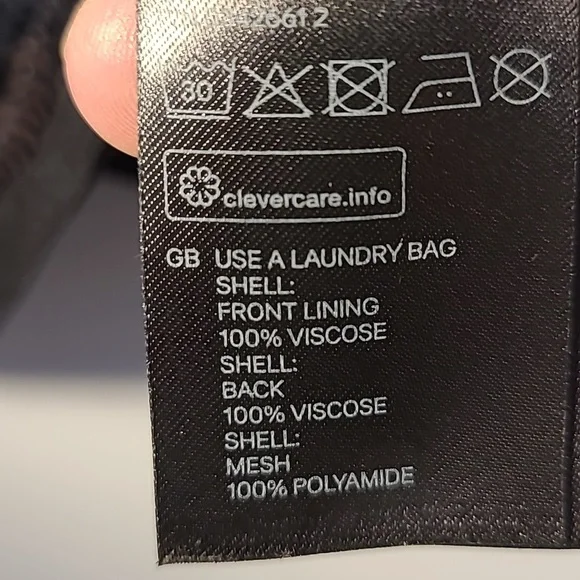 30
clevercare.info
GB USE A LAUNDRY BAG
SHELL:
FRONT LINING
100% VISCOSE
SHELL:
BACK
100% VISCOSE
SHELL:
MESH
100% POLYAMIDE